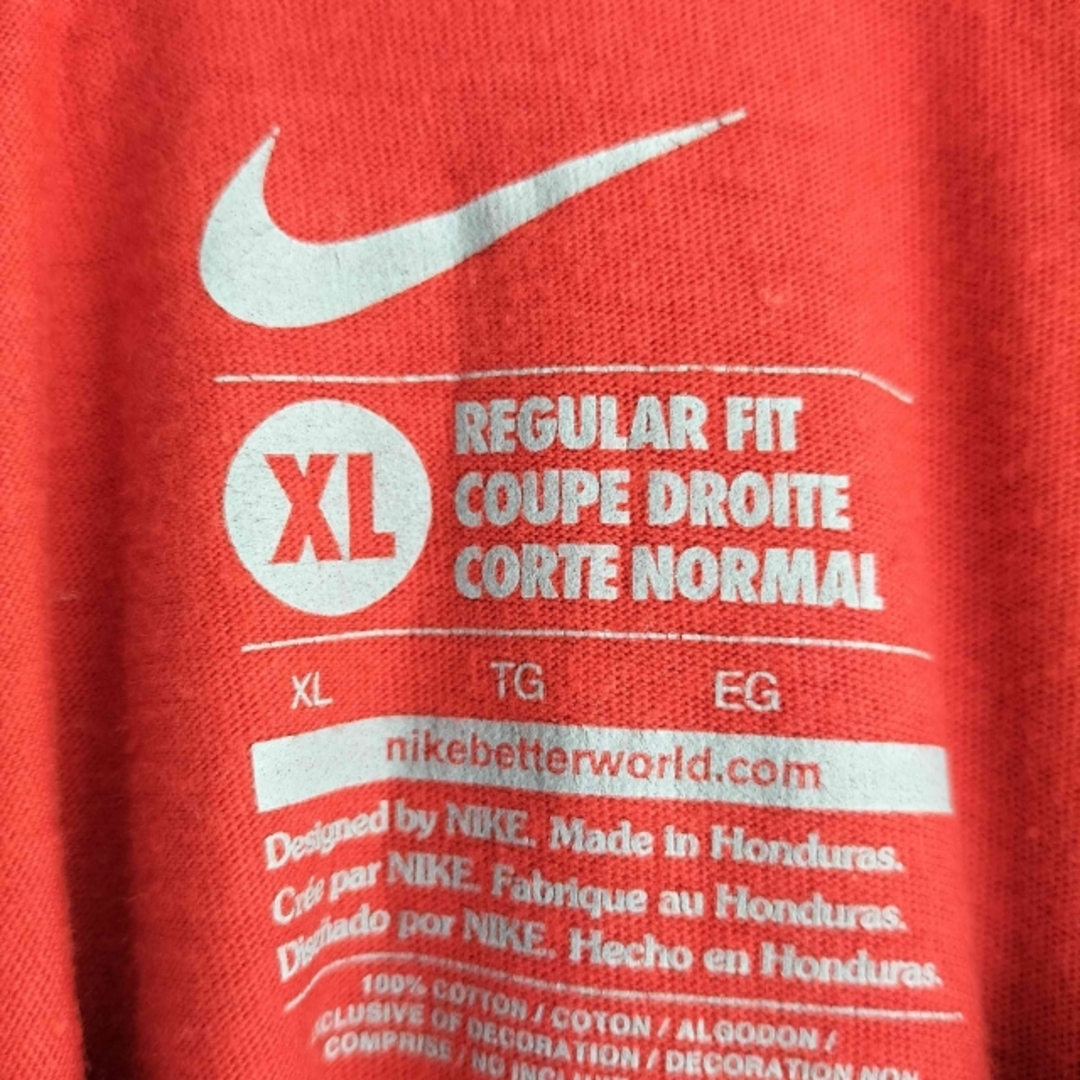 XL
REGULAR FIT
COUPE DROITE
CORTE NORMAL
XL TG EG
nikebetterworld.com
Designed by NIKE. Made in Honduras.
Crée par NIKE. Fabrique au Honduras.
Diseñado por NIKE. Hecho en Honduras.
100% COTTON / COTON / ALGODON /
CLUSIVE OF DECORATION / DECORATION NON
COMPRISE / NO